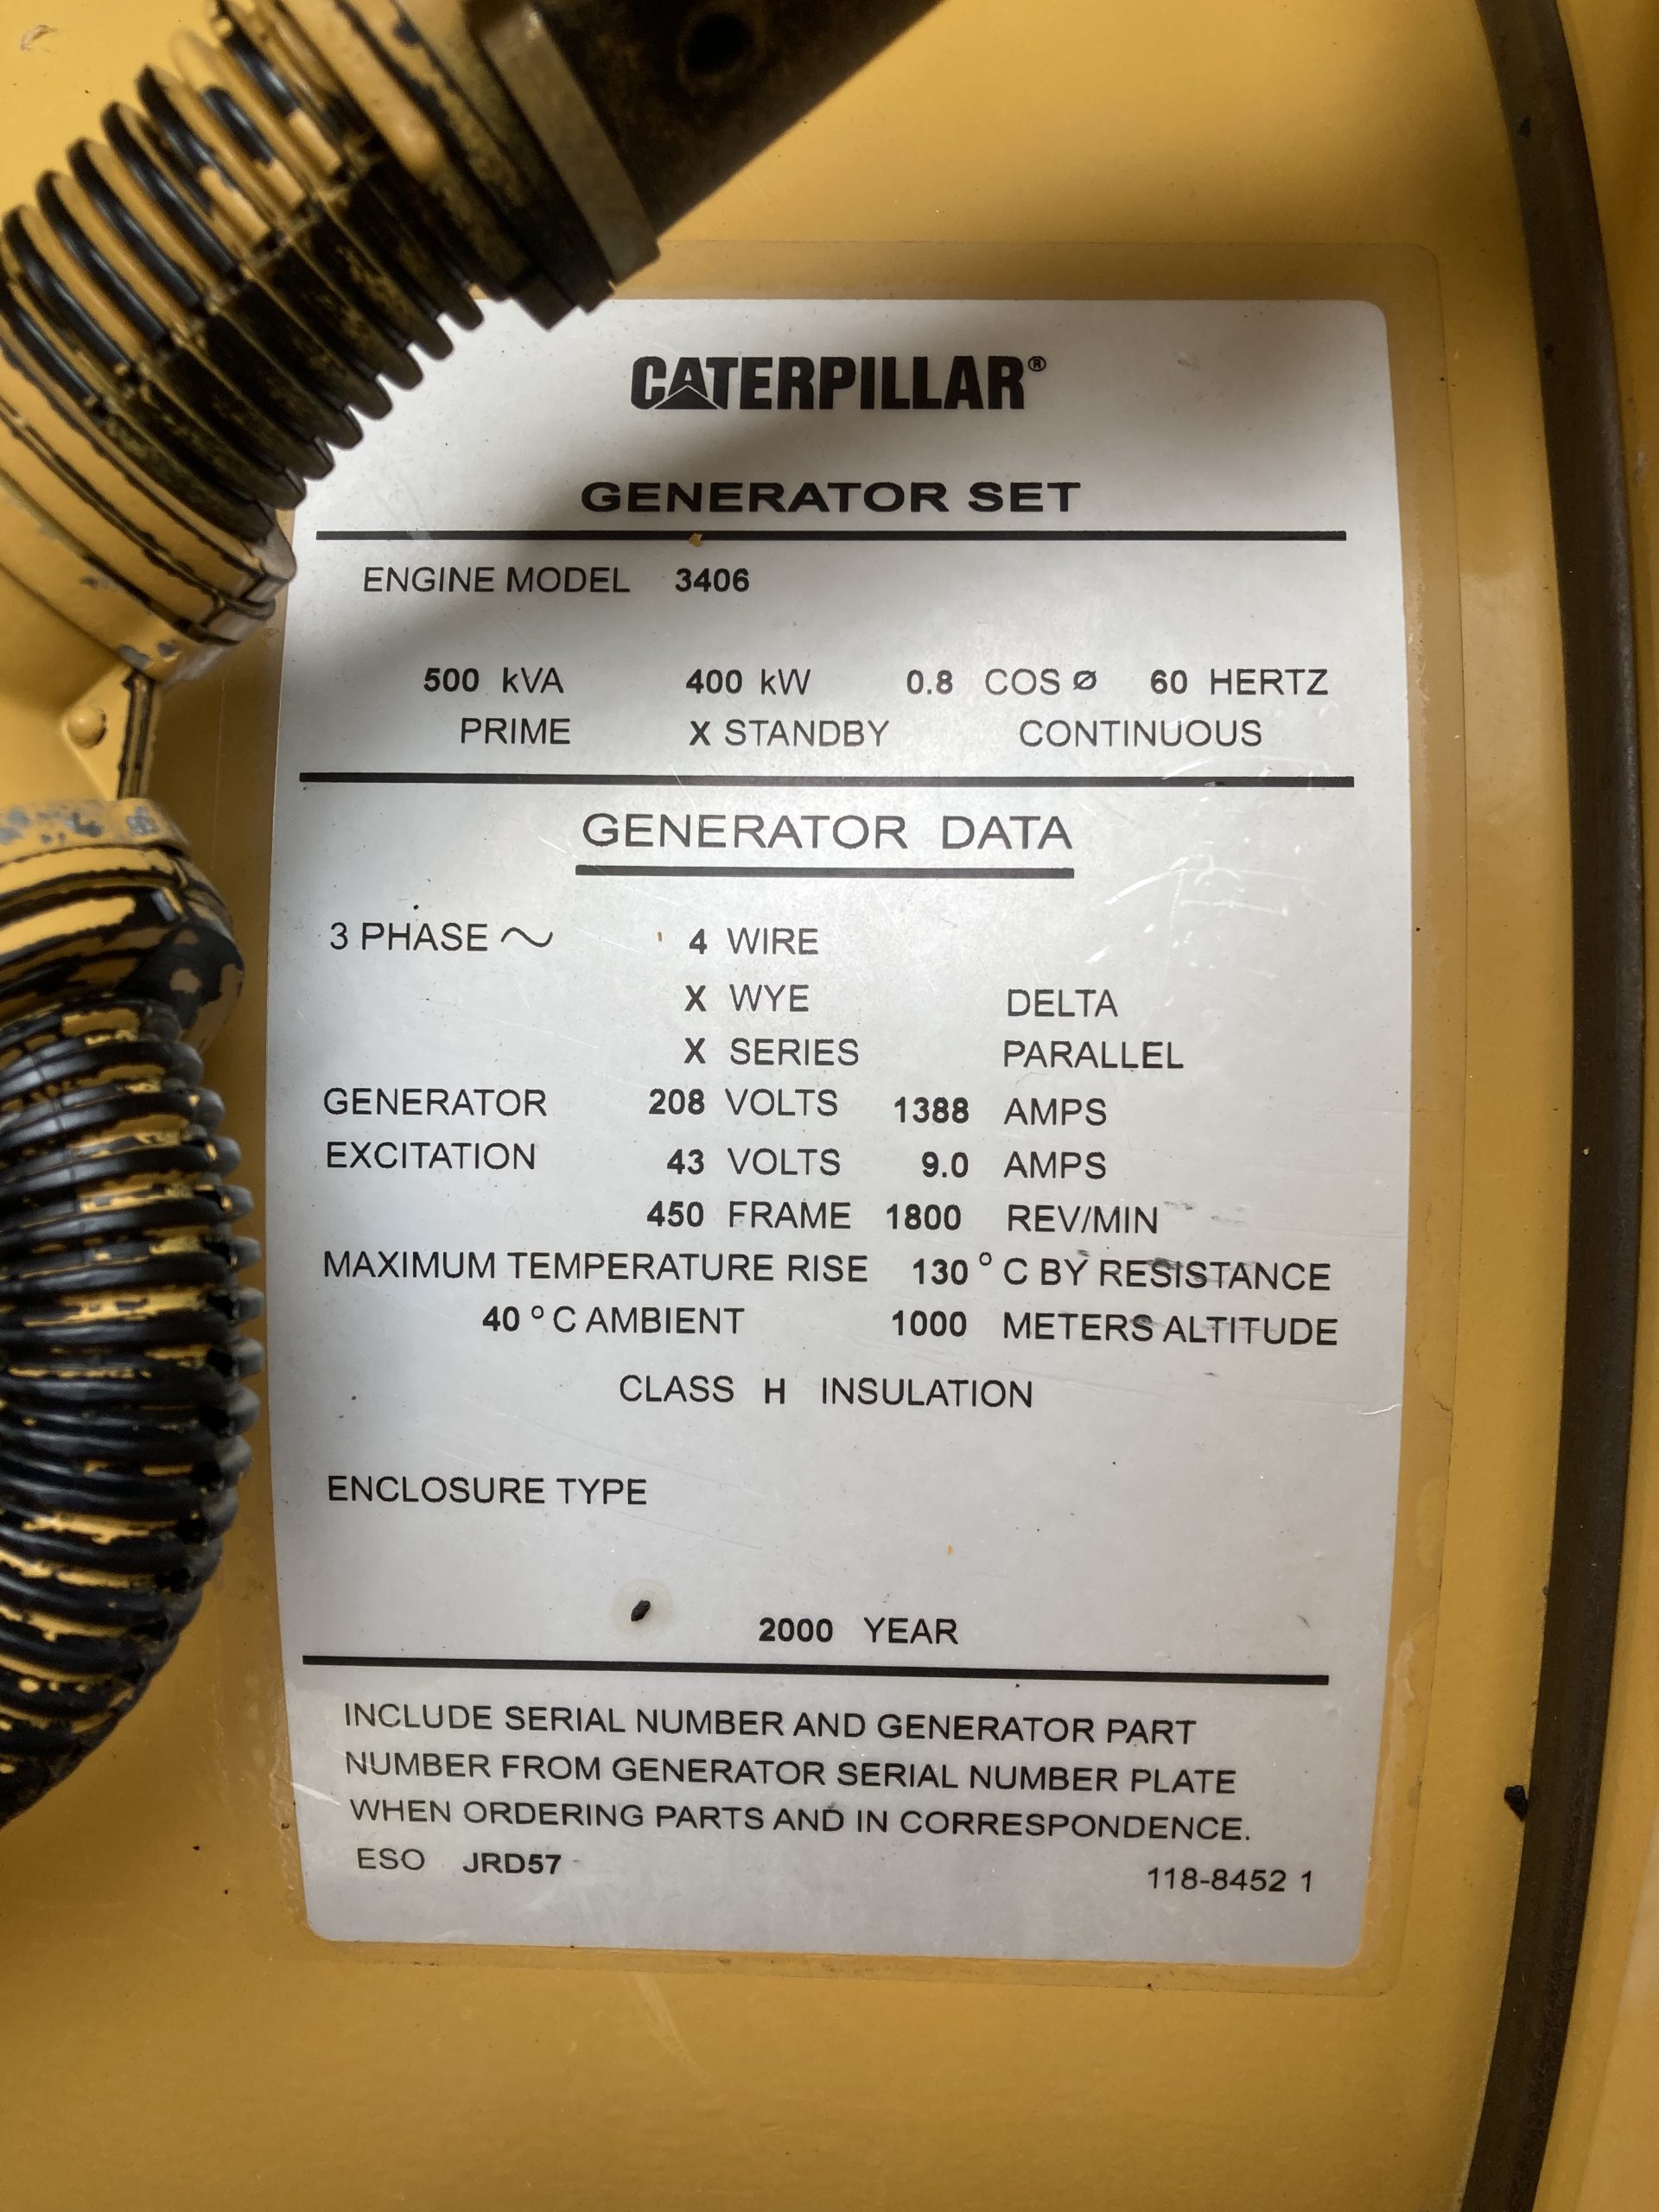 CATERPILLAR®
GENERATOR SET
ENGINE MODEL 3406
500 kVA 400 kW 0.8 COS ø 60 HERTZ
PRIME X STANDBY CONTINUOUS
GENERATOR DATA
3 PHASE ~ 4 WIRE
X WYE DELTA
X SERIES PARALLEL
GENERATOR 208 VOLTS 1388 AMPS
EXCITATION 43 VOLTS 9.0 AMPS
450 FRAME 1800 REV/MIN
MAXIMUM TEMPERATURE RISE 130 ° C BY RESISTANCE
40 ° C AMBIENT 1000 METERS ALTITUDE
CLASS H INSULATION
ENCLOSURE TYPE
2000 YEAR
INCLUDE SERIAL NUMBER AND GENERATOR PART
NUMBER FROM GENERATOR SERIAL NUMBER PLATE
WHEN ORDERING PARTS AND IN CORRESPONDENCE.
ESO JRD57 118-8452 1